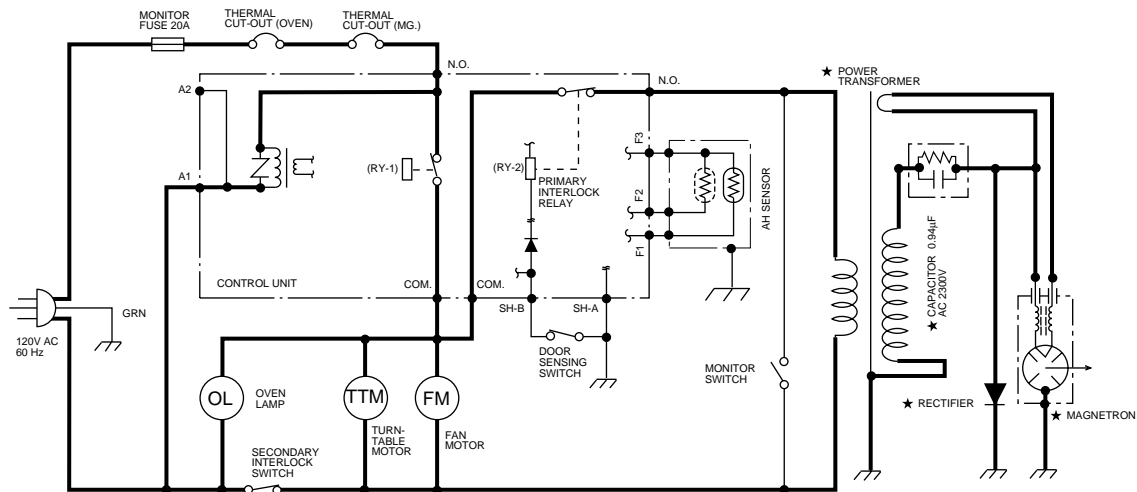 MONITOR
FUSE 20A
THERMAL
CUT-OUT (OVEN)
THERMAL
CUT-OUT (MG.)
N.O.
N.O.
★ POWER
TRANSFORMER
A2
A1
(RY-1)
(RY-2)
PRIMARY
INTERLOCK
RELAY
F3
F2
F1
AH SENSOR
★ CAPACITOR 0.94µF
AC 2300V
CONTROL UNIT
COM.
COM.
SH-B
SH-A
GRN
120V AC
60 Hz
DOOR
SENSING
SWITCH
MONITOR
SWITCH
OL
OVEN
LAMP
TTM
TURN-
TABLE
MOTOR
FM
FAN
MOTOR
SECONDARY
INTERLOCK
SWITCH
★ RECTIFIER
★ MAGNETRON